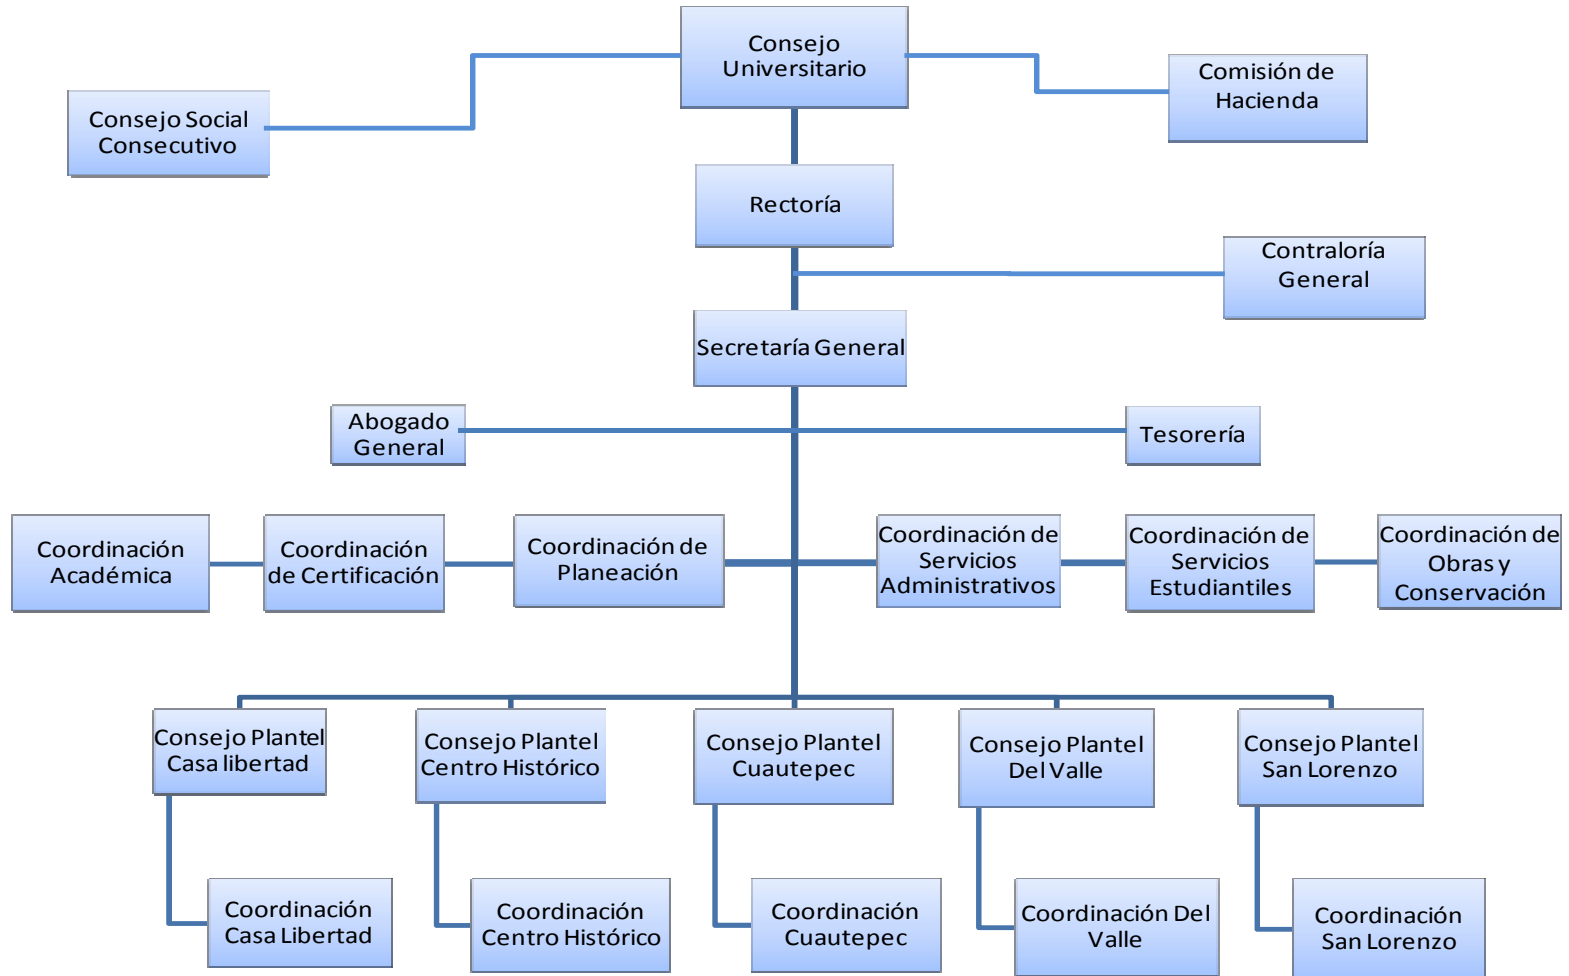 Consejo
Universitario
Comisión de
Hacienda
Consejo Social
Consecutivo
Rectoría
Contraloría
General
Secretaría General
Abogado
General
Tesorería
Coordinación
Académica
Coordinación
de Certificación
Coordinación de
Planeación
Coordinación de
Servicios
Administrativos
Coordinación de
Servicios
Estudiantiles
Coordinación de
Obras y
Conservación
Consejo Plantel
Casa libertad
Consejo Plantel
Centro Histórico
Consejo Plantel
Cuautepec
Consejo Plantel
Del Valle
Consejo Plantel
San Lorenzo
Coordinación
Casa Libertad
Coordinación
Centro Histórico
Coordinación
Cuautepec
Coordinación Del
Valle
Coordinación
San Lorenzo